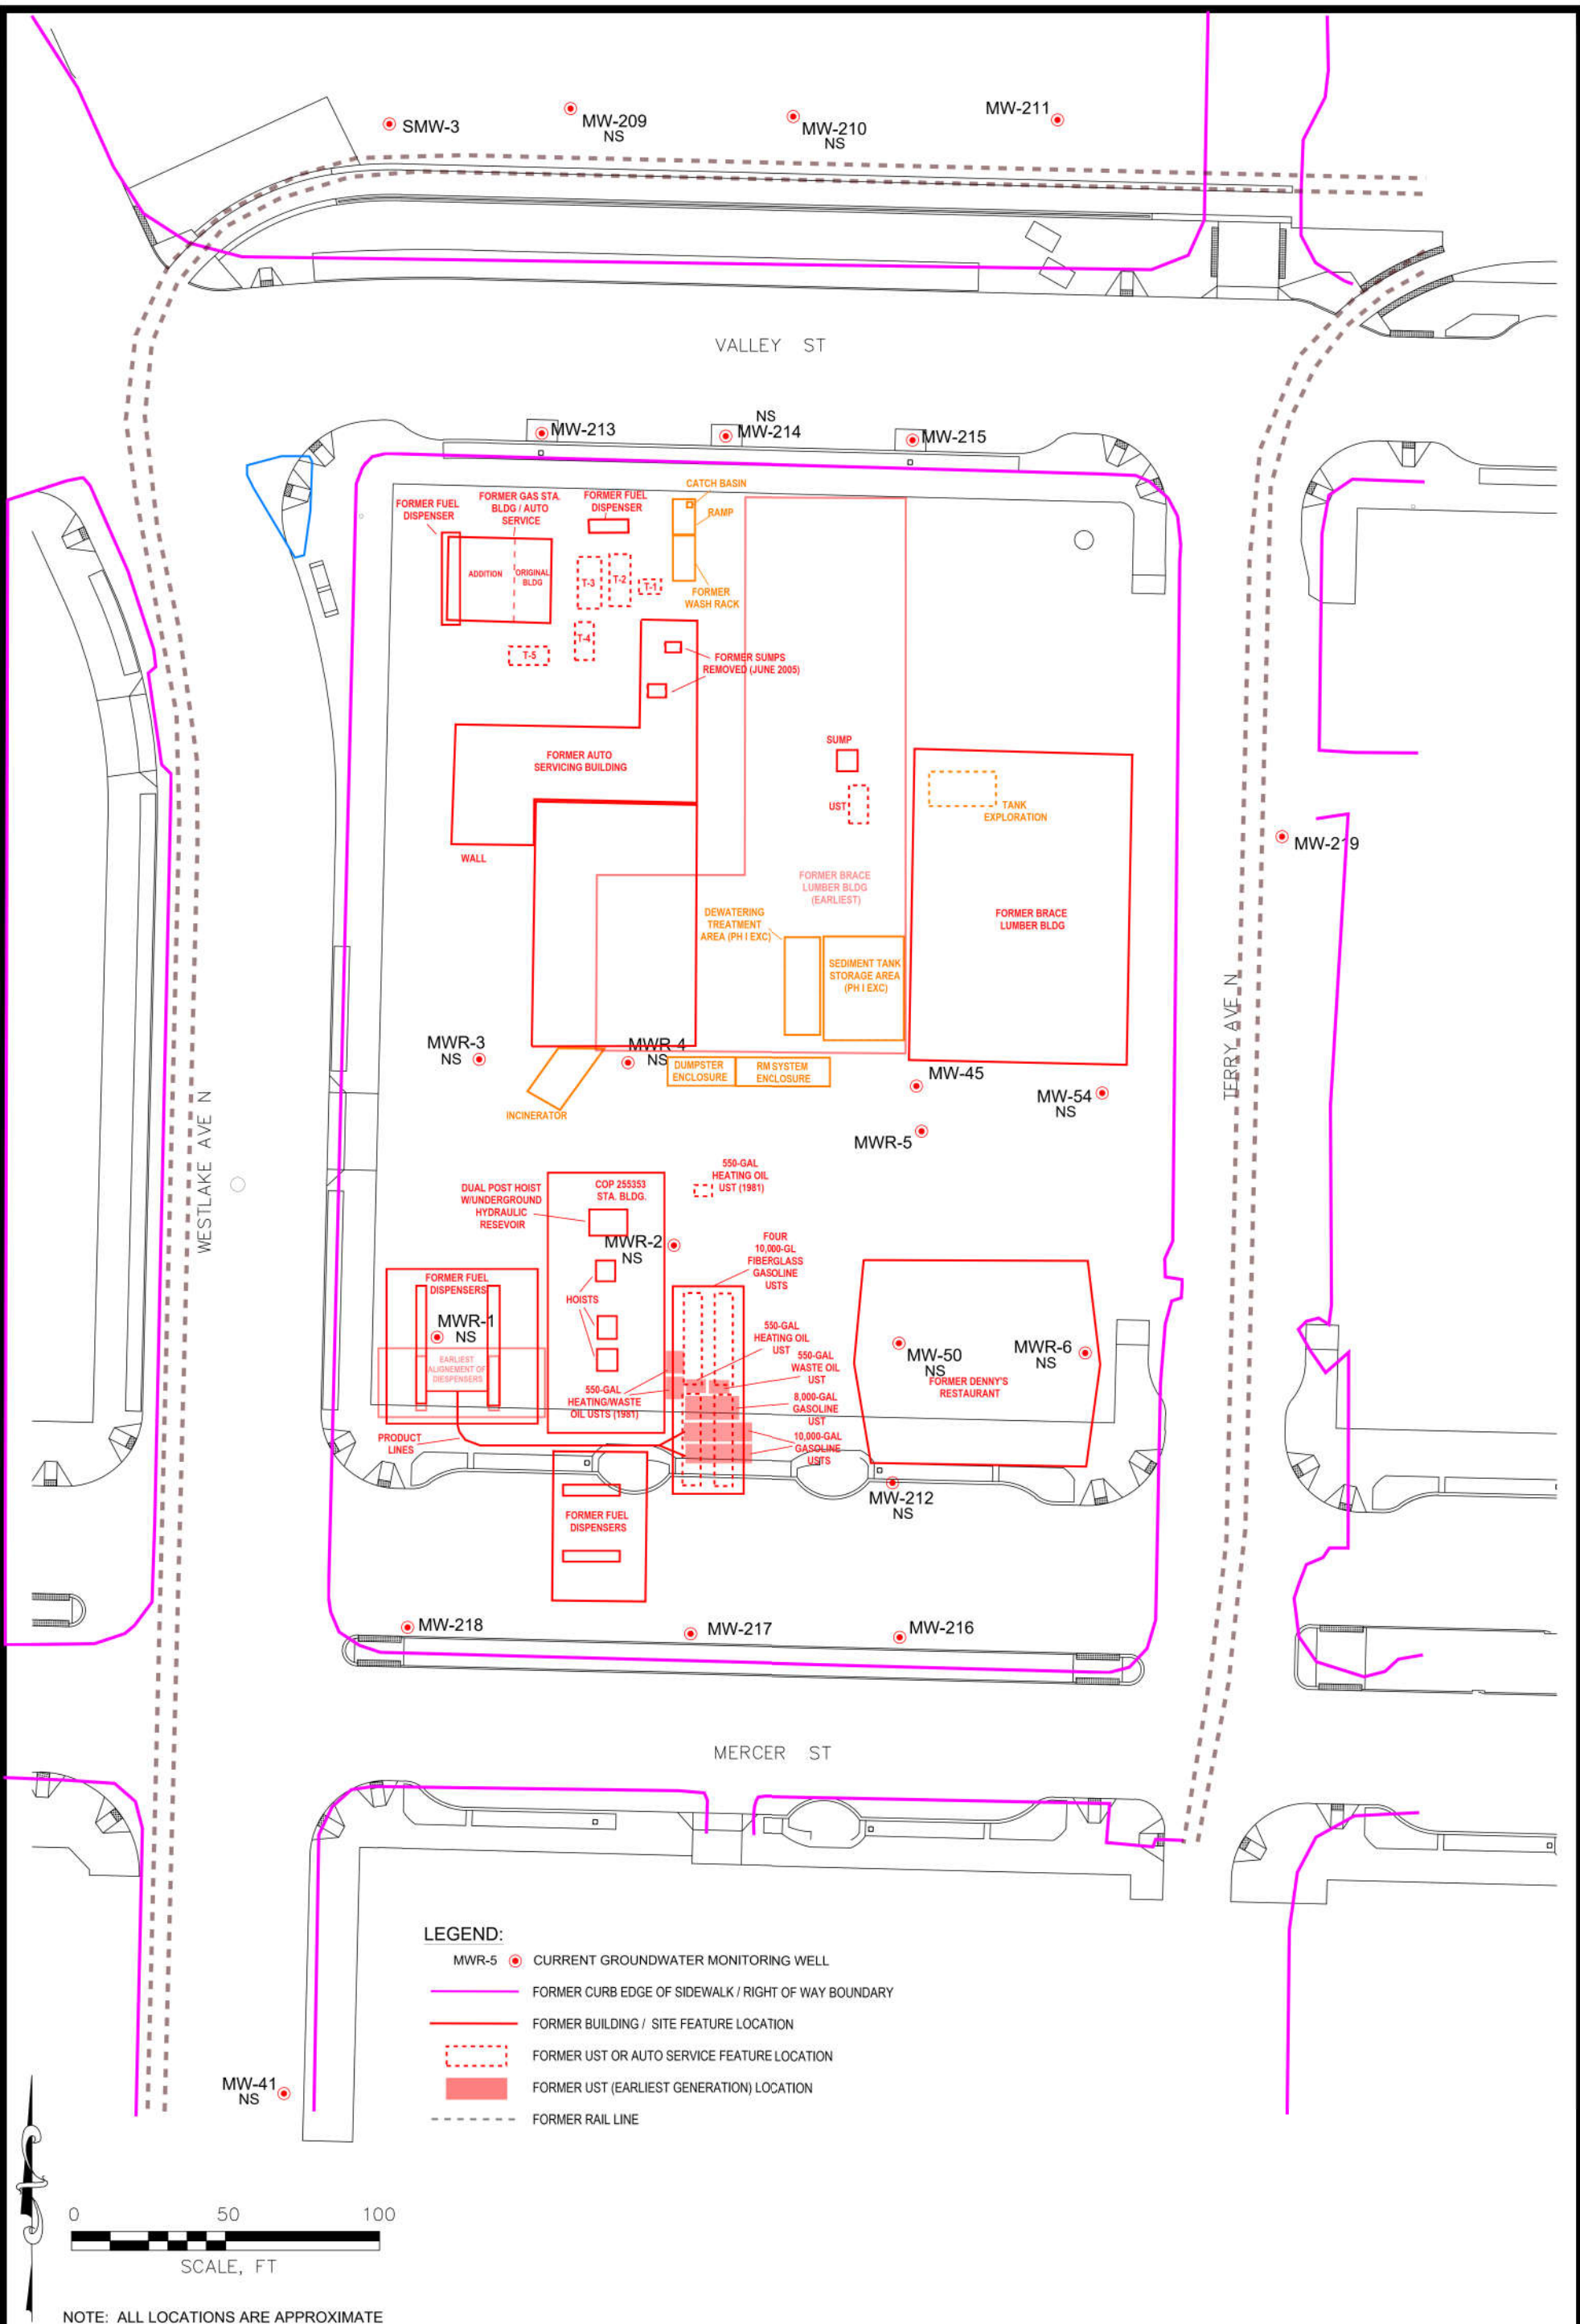 SMW-3
MW-209
NS
MW-210
NS
MW-211
VALLEY ST
MW-213
NS
MW-214
MW-215
CATCH BASIN
RAMP
FORMER FUEL
DISPENSER
FORMER GAS STA.
BLDG / AUTO
SERVICE
FORMER FUEL
DISPENSER
ADDITION
ORIGINAL
BLDG
T-3
T-2
T-1
FORMER
WASH RACK
T-4
T-5
FORMER SUMPS
REMOVED (JUNE 2005)
FORMER AUTO
SERVICING BUILDING
SUMP
UST
TANK
EXPLORATION
MW-219
WALL
FORMER BRACE
LUMBER BLDG
(EARLIEST)
FORMER BRACE
LUMBER BLDG
DEWATERING
TREATMENT
AREA (PH I EXC)
SEDIMENT TANK
STORAGE AREA
(PH I EXC)
WESTLAKE AVE N
TERRY AVE N
MWR-3
NS
MWR-4
NS
DUMPSTER
ENCLOSURE
RM SYSTEM
ENCLOSURE
INCINERATOR
MW-45
MW-54
NS
MWR-5
550-GAL
HEATING OIL
UST (1981)
DUAL POST HOIST
W/UNDERGROUND
HYDRAULIC
RESEVOIR
COP 255353
STA. BLDG.
MWR-2
NS
FOUR
10,000-GL
FIBERGLASS
GASOLINE
USTS
FORMER FUEL
DISPENSERS
HOISTS
MWR-1
NS
EARLIEST
ALIGNEMENT OF
DIESPENSERS
550-GAL
HEATING OIL
UST
550-GAL
WASTE OIL
UST
550-GAL
HEATING/WASTE
OIL USTS (1981)
8,000-GAL
GASOLINE
UST
10,000-GAL
GASOLINE
USTS
MW-50
NS
MWR-6
NS
FORMER DENNY'S
RESTAURANT
PRODUCT
LINES
MW-212
NS
FORMER FUEL
DISPENSERS
MW-218
MW-217
MW-216
MERCER ST
LEGEND:
MWR-5 CURRENT GROUNDWATER MONITORING WELL
FORMER CURB EDGE OF SIDEWALK / RIGHT OF WAY BOUNDARY
FORMER BUILDING / SITE FEATURE LOCATION
FORMER UST OR AUTO SERVICE FEATURE LOCATION
FORMER UST (EARLIEST GENERATION) LOCATION
FORMER RAIL LINE
MW-41
NS
0 50 100
SCALE, FT
NOTE: ALL LOCATIONS ARE APPROXIMATE